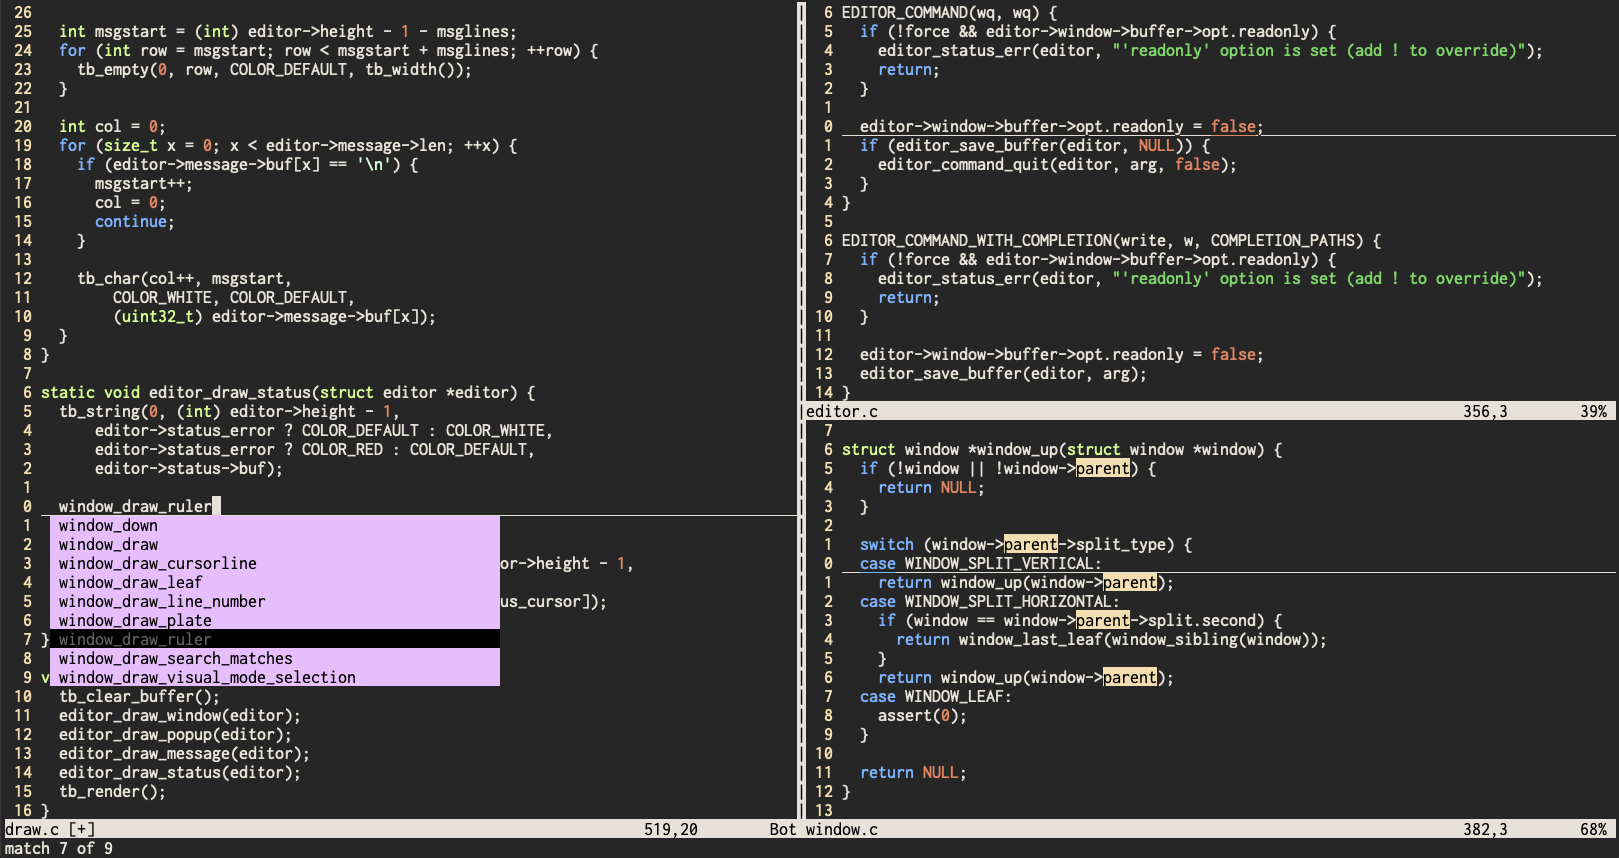 26
25   int msgstart = (int) editor->height - 1 - msglines;
24   for (int row = msgstart; row < msgstart + msglines; ++row) {
23     tb_empty(0, row, COLOR_DEFAULT, tb_width());
22   }
21
20   int col = 0;
19   for (size_t x = 0; x < editor->message->len; ++x) {
18     if (editor->message->buf[x] == '\n') {
17       msgstart++;
16       col = 0;
15       continue;
14     }
13
12     tb_char(col++, msgstart,
11         COLOR_WHITE, COLOR_DEFAULT,
10         (uint32_t) editor->message->buf[x]);
9   }
8 }
7
6 static void editor_draw_status(struct editor *editor) {
5   tb_string(0, (int) editor->height - 1,
4       editor->status_error ? COLOR_DEFAULT : COLOR_WHITE,
3       editor->status_error ? COLOR_RED : COLOR_DEFAULT,
2       editor->status->buf);
1
0   window_draw_ruler
1   window_down
2   window_draw
3   window_draw_cursorline                           or->height - 1,
4   window_draw_leaf
5   window_draw_line_number                          us_cursor]);
6   window_draw_plate
7 } window_draw_ruler
8   window_draw_search_matches
9 v window_draw_visual_mode_selection
10   tb_clear_buffer();
11   editor_draw_window(editor);
12   editor_draw_popup(editor);
13   editor_draw_message(editor);
14   editor_draw_status(editor);
15   tb_render();
16 }
draw.c [+] 519,20 Bot
match 7 of 9
6 EDITOR_COMMAND(wq, wq) {
5   if (!force && editor->window->buffer->opt.readonly) {
4     editor_status_err(editor, "'readonly' option is set (add ! to override)");
3     return;
2   }
1
0   editor->window->buffer->opt.readonly = false;
1   if (editor_save_buffer(editor, NULL)) {
2     editor_command_quit(editor, arg, false);
3   }
4 }
5
6 EDITOR_COMMAND_WITH_COMPLETION(write, w, COMPLETION_PATHS) {
7   if (!force && editor->window->buffer->opt.readonly) {
8     editor_status_err(editor, "'readonly' option is set (add ! to override)");
9     return;
10   }
11
12   editor->window->buffer->opt.readonly = false;
13   editor_save_buffer(editor, arg);
14 }
editor.c 356,3 39%
7
6 struct window *window_up(struct window *window) {
5   if (!window || !window->parent) {
4     return NULL;
3   }
2
1   switch (window->parent->split_type) {
0   case WINDOW_SPLIT_VERTICAL:
1     return window_up(window->parent);
2   case WINDOW_SPLIT_HORIZONTAL:
3     if (window == window->parent->split.second) {
4       return window_last_leaf(window_sibling(window));
5     }
6     return window_up(window->parent);
7   case WINDOW_LEAF:
8     assert(0);
9   }
10
11   return NULL;
12 }
13
window.c 382,3 68%